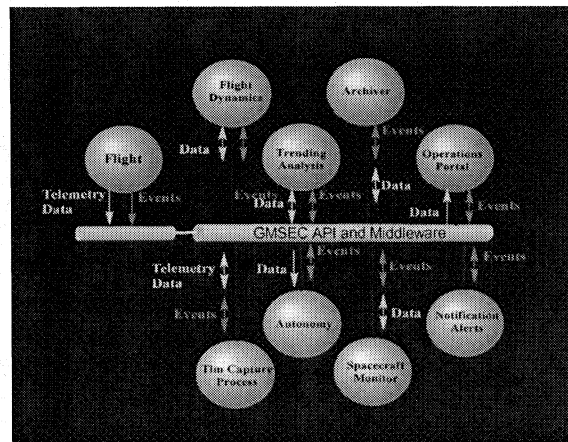 Flight
Dynamics
Archiver
Data
Events
Flight
Trending
Analysis
Operations
Portal
Telemetry
Data
Events
Events
Data
Events
Data
Data
Events
GMSEC API and Middleware
Telemetry
Data
Data
Events
Events
Events
Events
Data
Autonomy
Notification
Alerts
Tlm Capture
Process
Spacecraft
Monitor